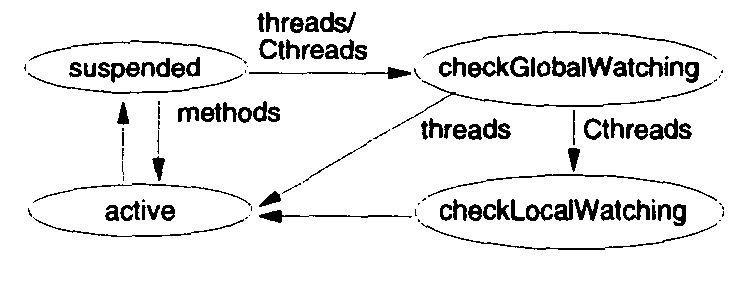 threads/
Cthreads
suspended
checkGlobalWatching
methods
threads
Cthreads
active
checkLocalWatching